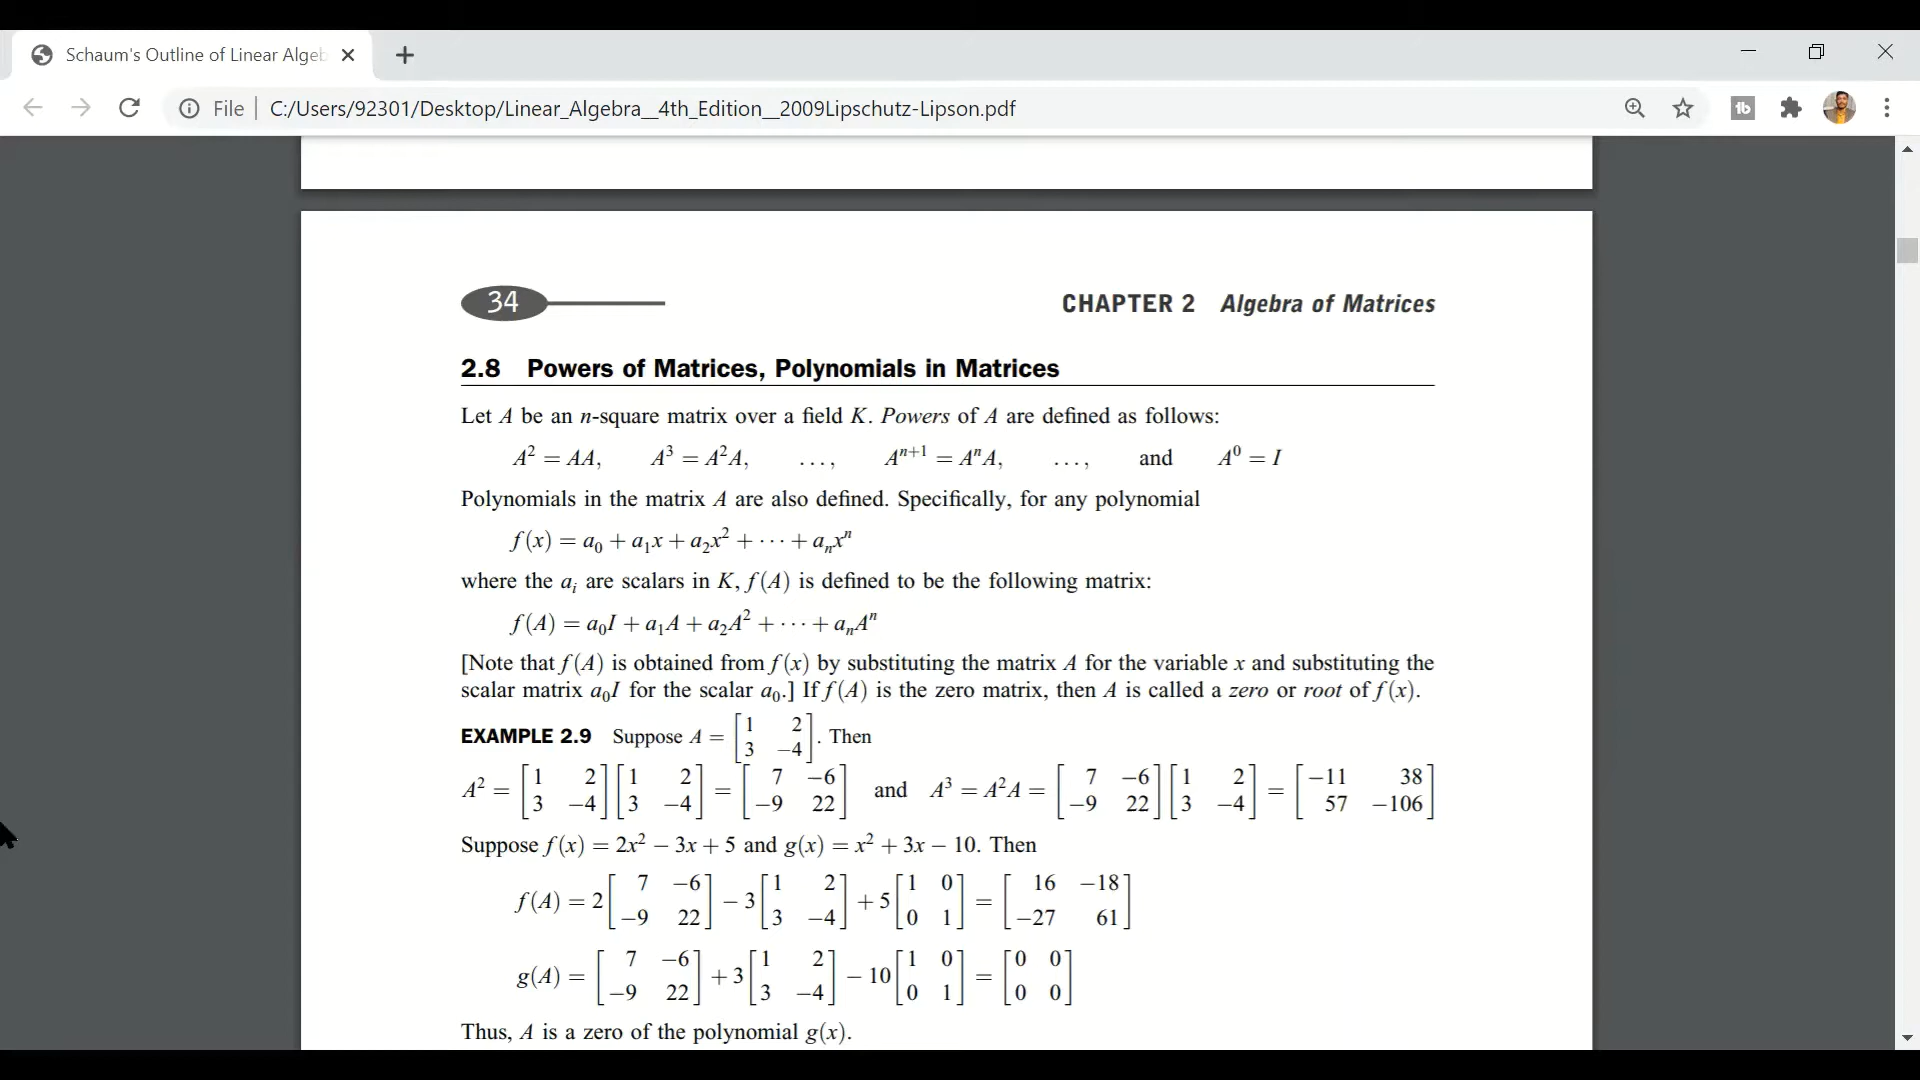 Schaum's Outline of Linear Algeb
File C:/Users/92301/Desktop/Linear_Algebra__4th_Edition__2009Lipschutz-Lipson.pdf
34 CHAPTER 2 Algebra of Matrices
2.8 Powers of Matrices, Polynomials in Matrices
Let A be an n-square matrix over a field K. Powers of A are defined as follows:
A² = AA, A³ = A²A, ..., Aⁿ⁺¹ = AⁿA, ..., and A⁰ = I
Polynomials in the matrix A are also defined. Specifically, for any polynomial
f(x) = a₀ + a₁x + a₂x² + ··· + aₙxⁿ
where the aᵢ are scalars in K, f(A) is defined to be the following matrix:
f(A) = a₀I + a₁A + a₂A² + ··· + aₙAⁿ
[Note that f(A) is obtained from f(x) by substituting the matrix A for the variable x and substituting the
scalar matrix a₀I for the scalar a₀.] If f(A) is the zero matrix, then A is called a zero or root of f(x).
EXAMPLE 2.9 Suppose A = [1 2; 3 −4]. Then
A² = [1 2; 3 −4][1 2; 3 −4] = [7 −6; −9 22] and A³ = A²A = [7 −6; −9 22][1 2; 3 −4] = [−11 38; 57 −106]
Suppose f(x) = 2x² − 3x + 5 and g(x) = x² + 3x − 10. Then
f(A) = 2[7 −6; −9 22] − 3[1 2; 3 −4] + 5[1 0; 0 1] = [16 −18; −27 61]
g(A) = [7 −6; −9 22] + 3[1 2; 3 −4] − 10[1 0; 0 1] = [0 0; 0 0]
Thus, A is a zero of the polynomial g(x).